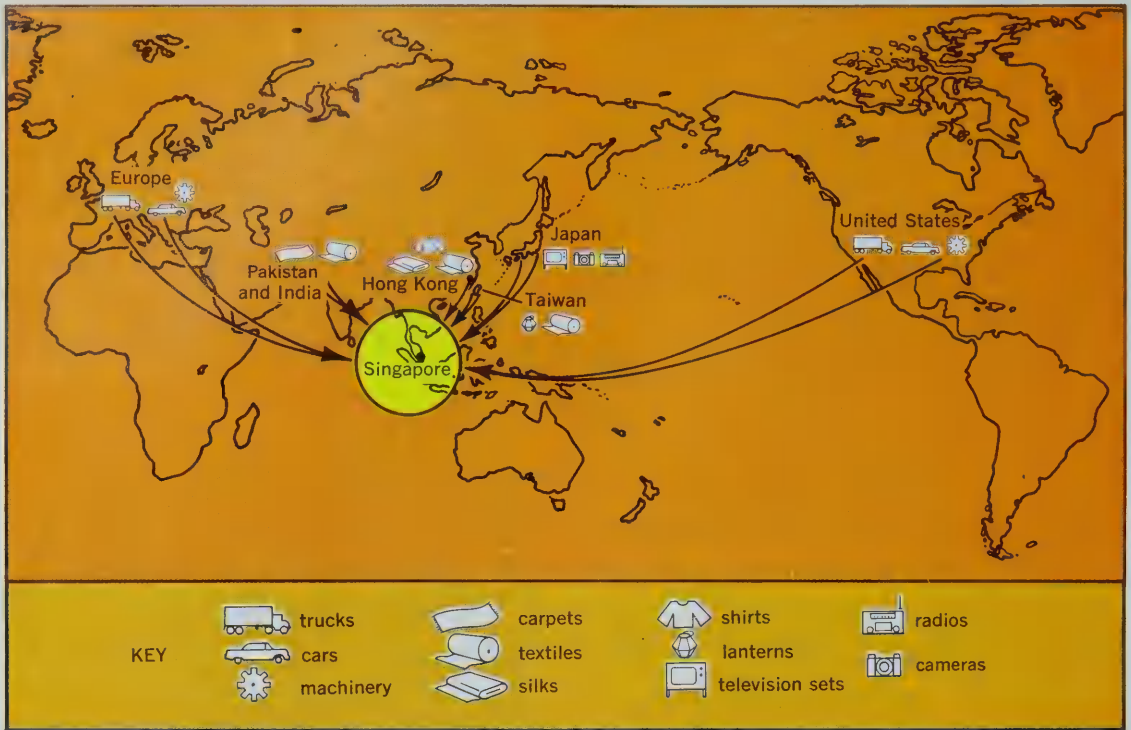 Europe
United States
Japan
Pakistan
and India
Hong Kong
Taiwan
Singapore
KEY
trucks
cars
machinery
carpets
textiles
silks
shirts
lanterns
television sets
radios
cameras